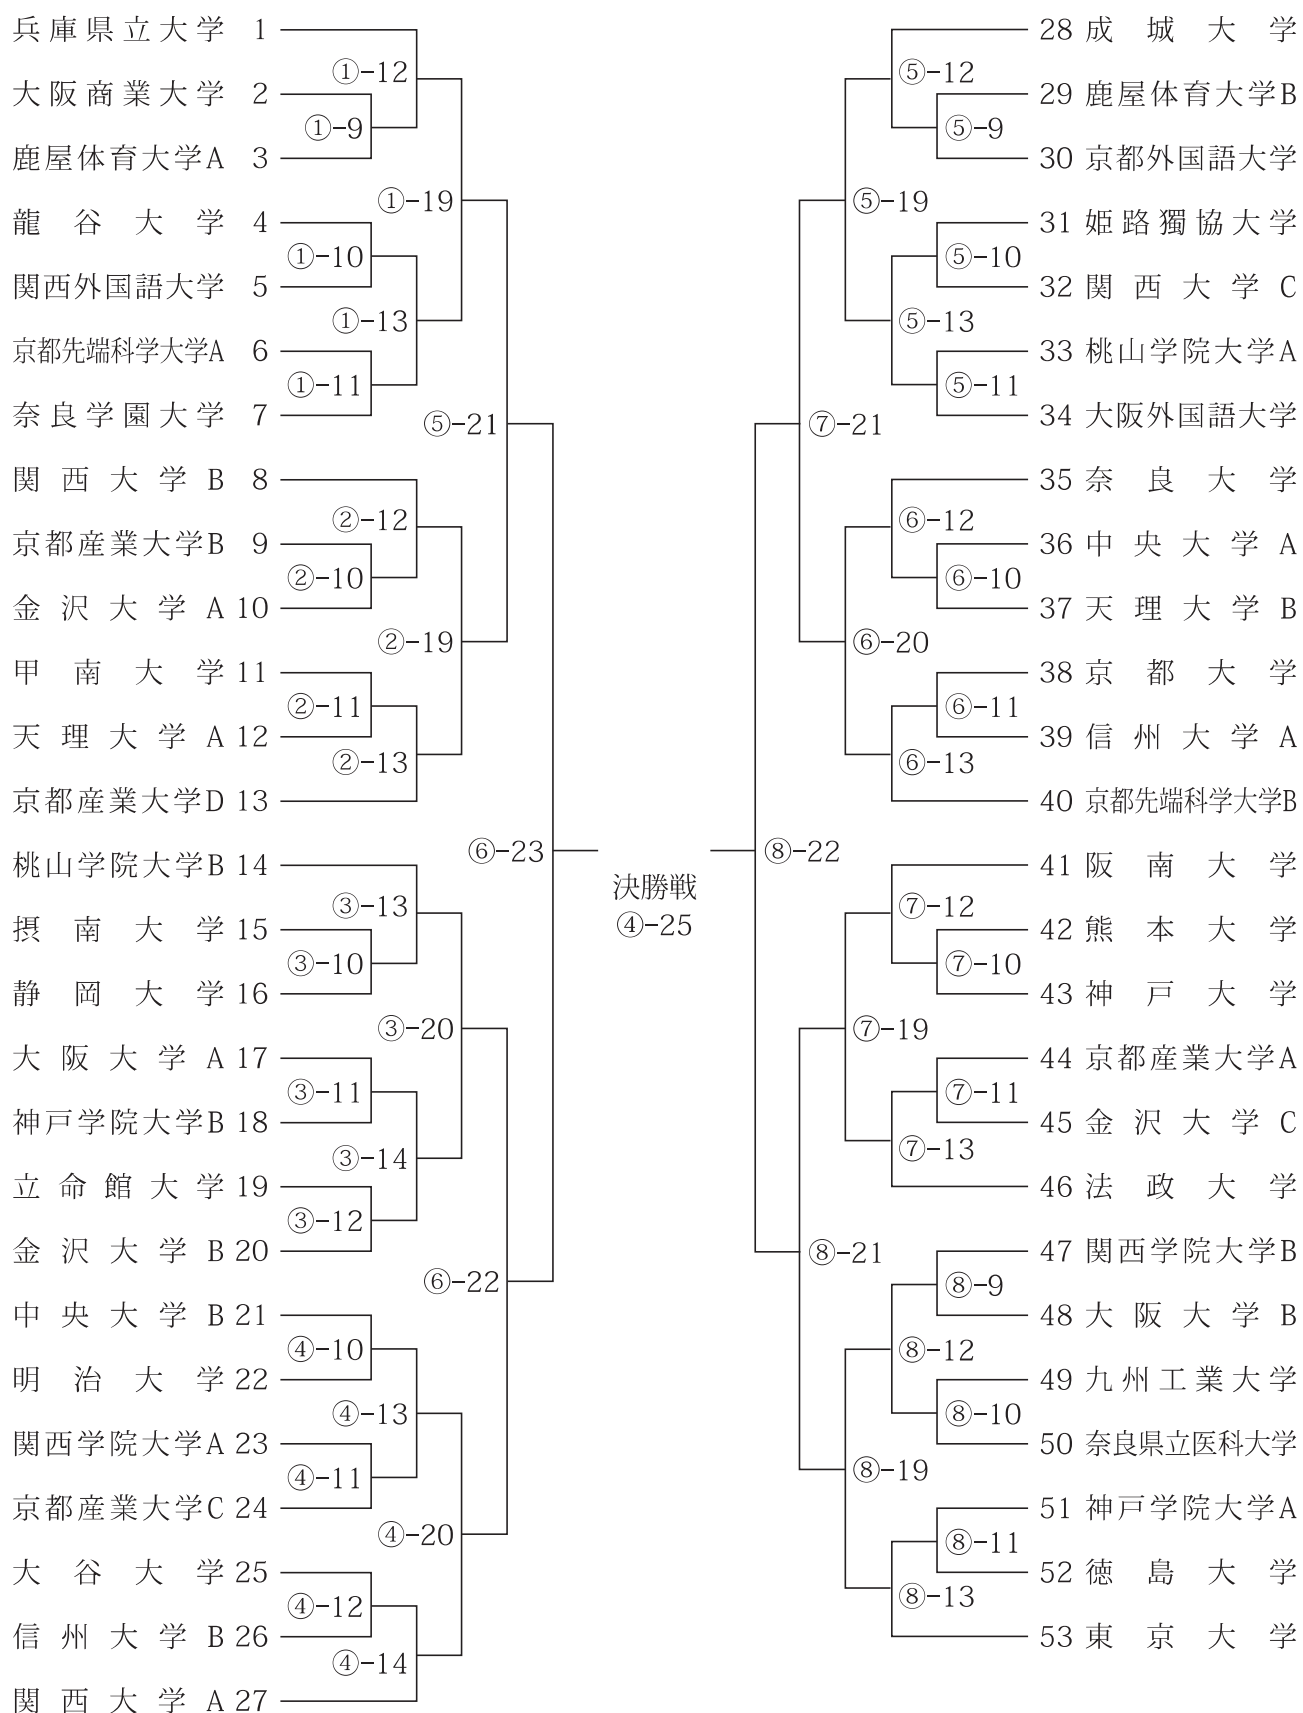 兵庫県立大学 1
①-12
大阪商業大学 2
①-9
鹿屋体育大学A 3
①-19
龍谷大学 4
①-10
関西外国語大学 5
①-13
京都先端科学大学A 6
①-11
奈良学園大学 7
⑤-21
関西大学B 8
②-12
京都産業大学B 9
②-10
金沢大学A 10
②-19
甲南大学 11
②-11
天理大学A 12
②-13
京都産業大学D 13
⑥-23
桃山学院大学B 14
③-13
摂南大学 15
③-10
静岡大学 16
③-20
大阪大学A 17
③-11
神戸学院大学B 18
③-14
立命館大学 19
③-12
金沢大学B 20
⑥-22
中央大学B 21
④-10
明治大学 22
④-13
関西学院大学A 23
④-11
京都産業大学C 24
④-20
大谷大学 25
④-12
信州大学B 26
④-14
関西大学A 27
決勝戦
④-25
28 成城大学
⑤-12
29 鹿屋体育大学B
⑤-9
30 京都外国語大学
⑤-19
31 姫路獨協大学
⑤-10
32 関西大学C
⑤-13
33 桃山学院大学A
⑤-11
34 大阪外国語大学
⑦-21
35 奈良大学
⑥-12
36 中央大学A
⑥-10
37 天理大学B
⑥-20
38 京都大学
⑥-11
39 信州大学A
⑥-13
40 京都先端科学大学B
⑧-22
41 阪南大学
⑦-12
42 熊本大学
⑦-10
43 神戸大学
⑦-19
44 京都産業大学A
⑦-11
45 金沢大学C
⑦-13
46 法政大学
⑧-21
47 関西学院大学B
⑧-9
48 大阪大学B
⑧-12
49 九州工業大学
⑧-10
50 奈良県立医科大学
⑧-19
51 神戸学院大学A
⑧-11
52 徳島大学
⑧-13
53 東京大学